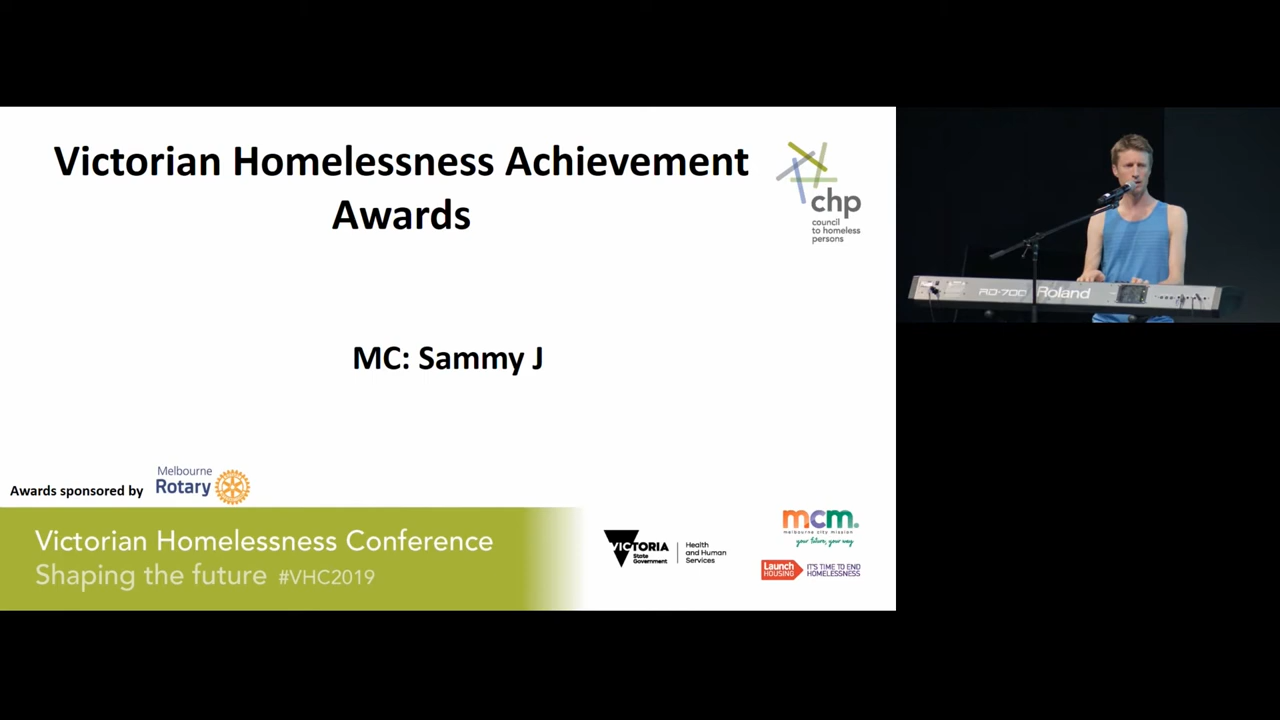 Victorian Homelessness Achievement
Awards
chp
council
to homeless
persons
MC: Sammy J
Awards sponsored by
Melbourne
Rotary
Victorian Homelessness Conference
Shaping the future #VHC2019
VICTORIA
State
Government
Health
and Human
Services
mcm.
melbourne city mission
your future, your way
Launch
HOUSING
IT'S TIME TO END
HOMELESSNESS
RD-700 Roland